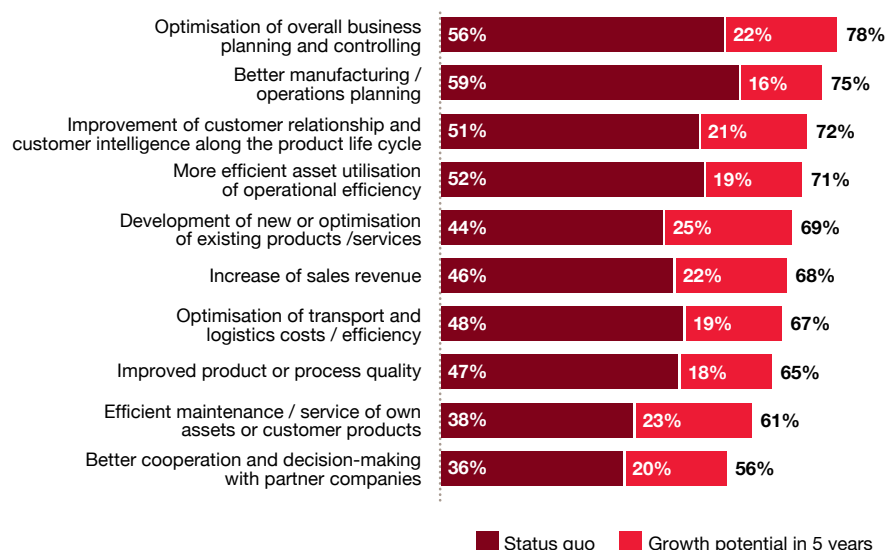 Optimisation of overall business
planning and controlling
56% 22% 78%
Better manufacturing /
operations planning
59% 16% 75%
Improvement of customer relationship and
customer intelligence along the product life cycle
51% 21% 72%
More efficient asset utilisation
of operational efficiency
52% 19% 71%
Development of new or optimisation
of existing products /services
44% 25% 69%
Increase of sales revenue
46% 22% 68%
Optimisation of transport and
logistics costs / efficiency
48% 19% 67%
Improved product or process quality
47% 18% 65%
Efficient maintenance / service of own
assets or customer products
38% 23% 61%
Better cooperation and decision-making
with partner companies
36% 20% 56%
Status quo Growth potential in 5 years